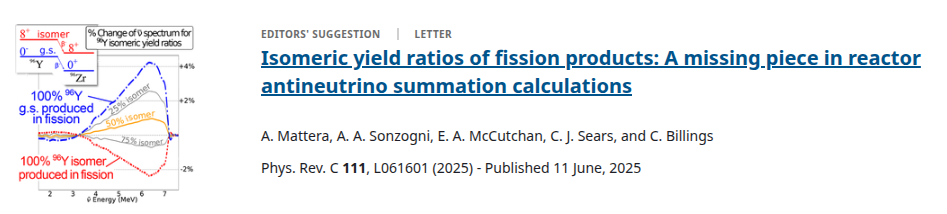 8⁺ isomer
β 8⁺
0⁻ g.s.
⁹⁶Y β 0⁺
⁹⁶Zr
% Change of ν̄ spectrum for
⁹⁶Y isomeric yield ratios
+4%
+2%
-2%
100% ⁹⁶Y
g.s. produced
in fission
25% isomer
50% isomer
75% isomer
100% ⁹⁶Y isomer
produced in fission
2 3 4 5 6 7
ν̄ Energy (MeV)
EDITORS' SUGGESTION | LETTER
Isomeric yield ratios of fission products: A missing piece in reactor
antineutrino summation calculations
A. Mattera, A. A. Sonzogni, E. A. McCutchan, C. J. Sears, and C. Billings
Phys. Rev. C 111, L061601 (2025) - Published 11 June, 2025